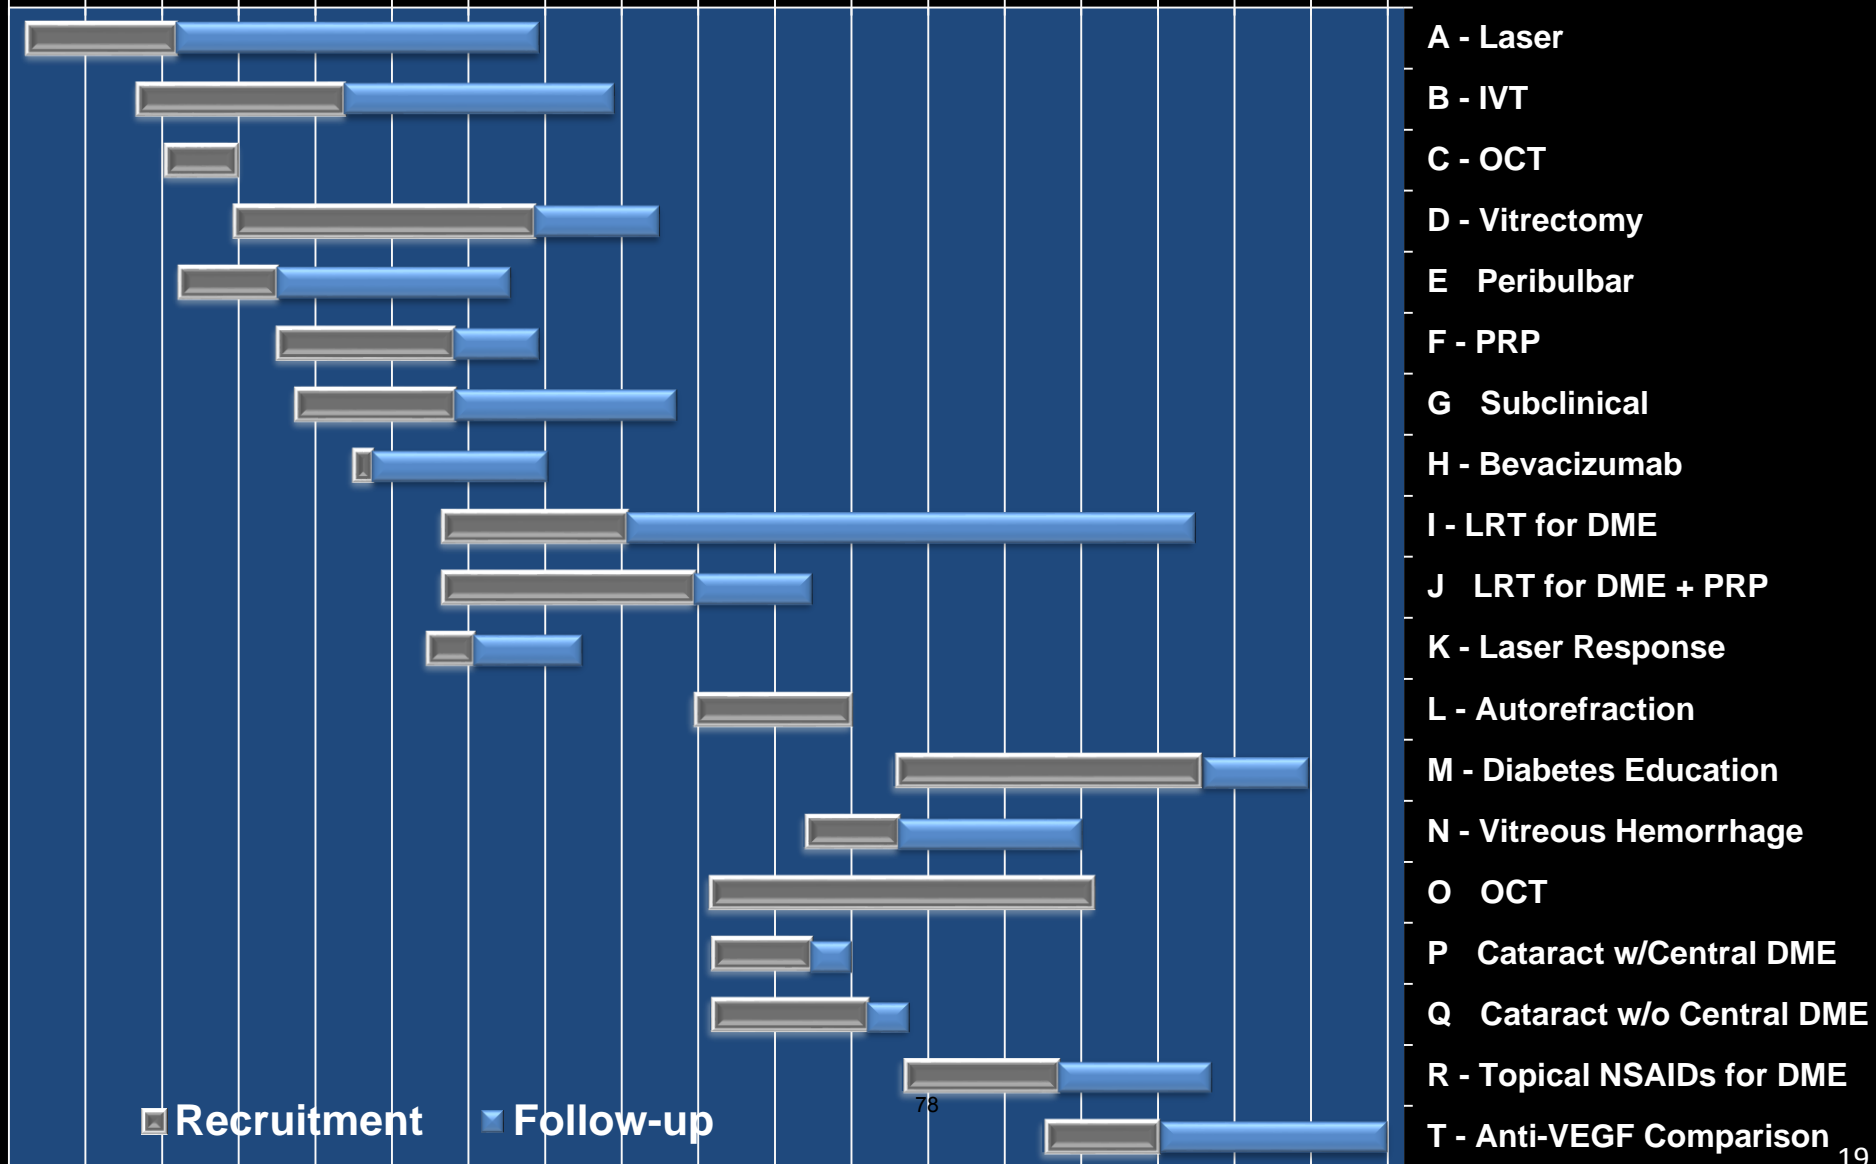 A - Laser
B - IVT
C - OCT
D - Vitrectomy
E Peribulbar
F - PRP
G Subclinical
H - Bevacizumab
I - LRT for DME
J LRT for DME + PRP
K - Laser Response
L - Autorefraction
M - Diabetes Education
N - Vitreous Hemorrhage
O OCT
P Cataract w/Central DME
Q Cataract w/o Central DME
R - Topical NSAIDs for DME
78
Recruitment Follow-up
T - Anti-VEGF Comparison
19